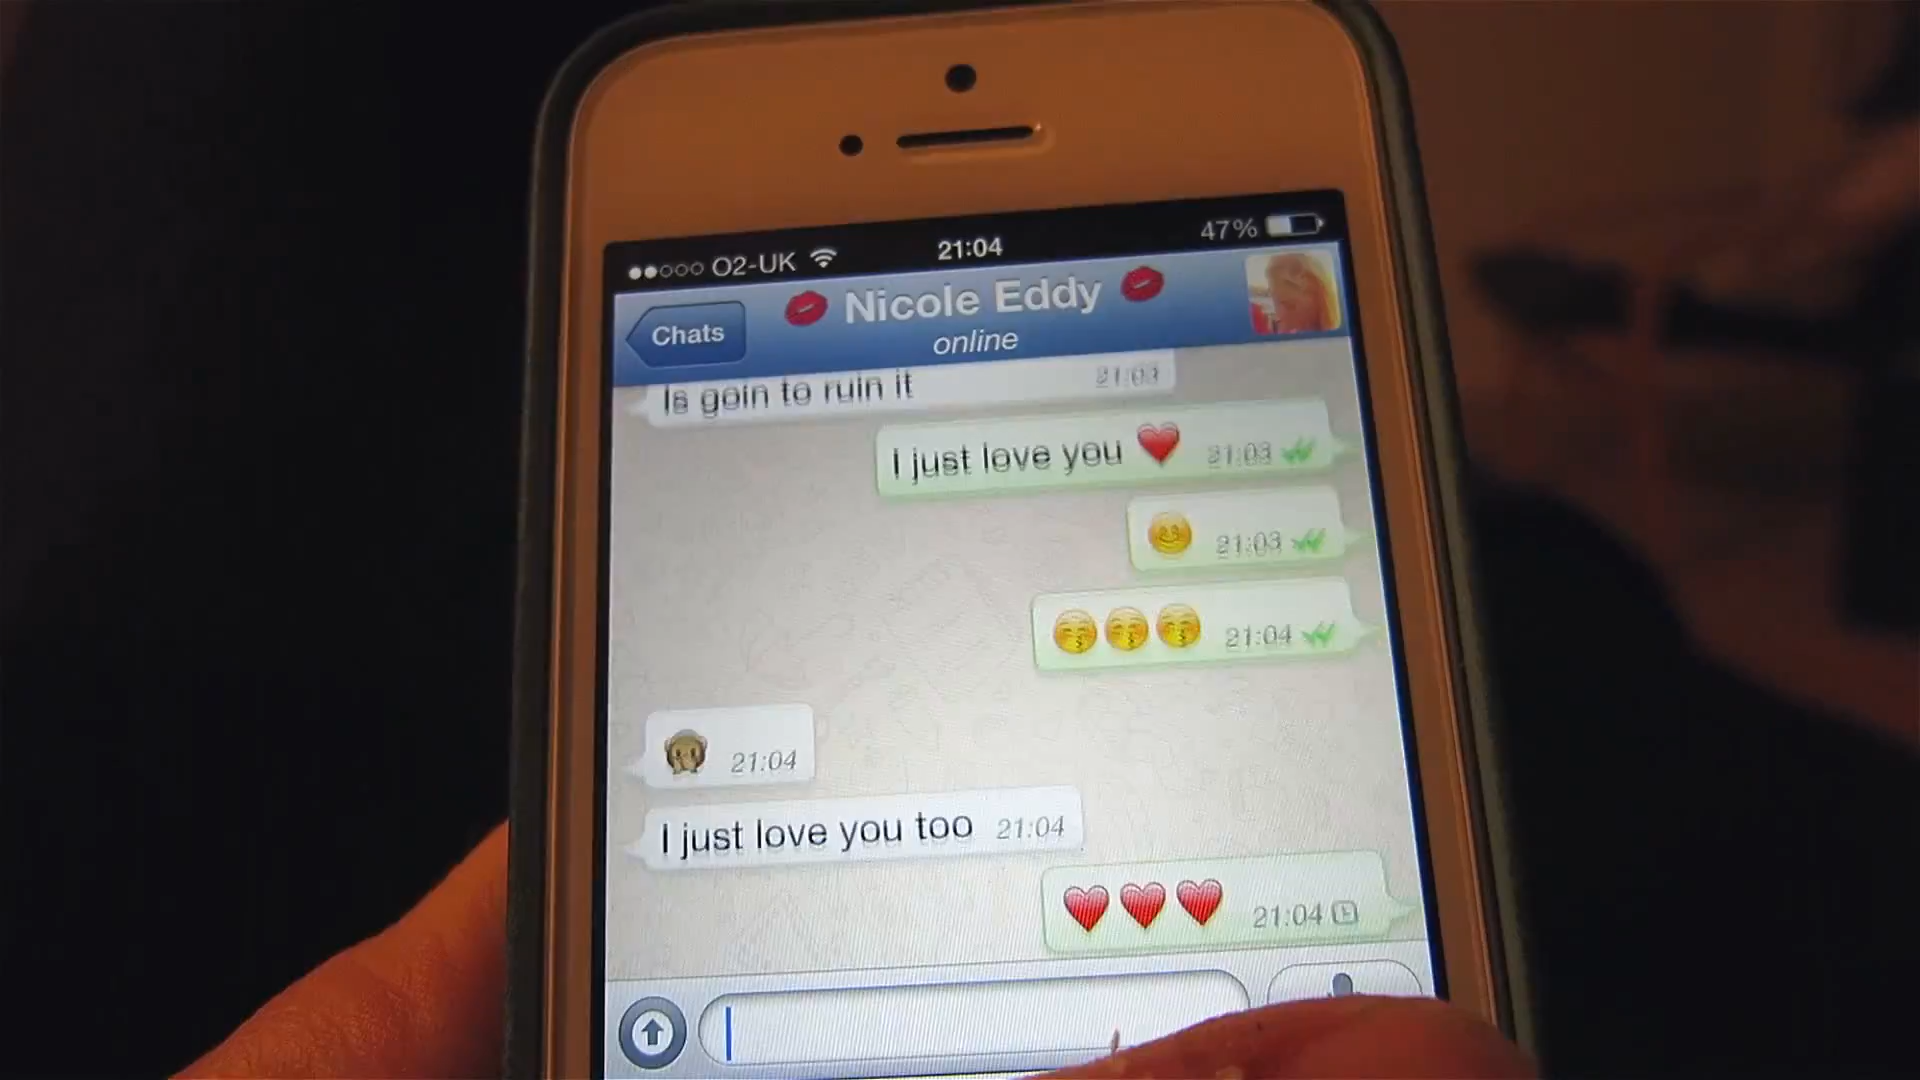 O2-UK 21:04 47%
Chats 💋 Nicole Eddy 💋
online
Is goin to ruin it 21:03
I just love you ❤️ 21:03
😊 21:03
😚😚😚 21:04
🙊 21:04
I just love you too 21:04
❤️❤️❤️ 21:04